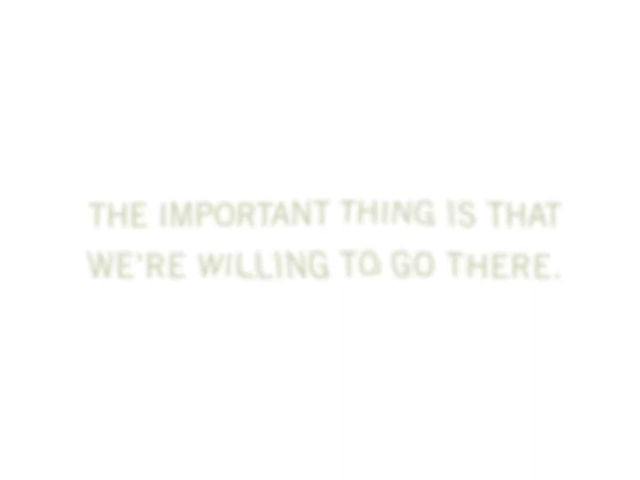 THE IMPORTANT THING IS THAT
WE'RE WILLING TO GO THERE.